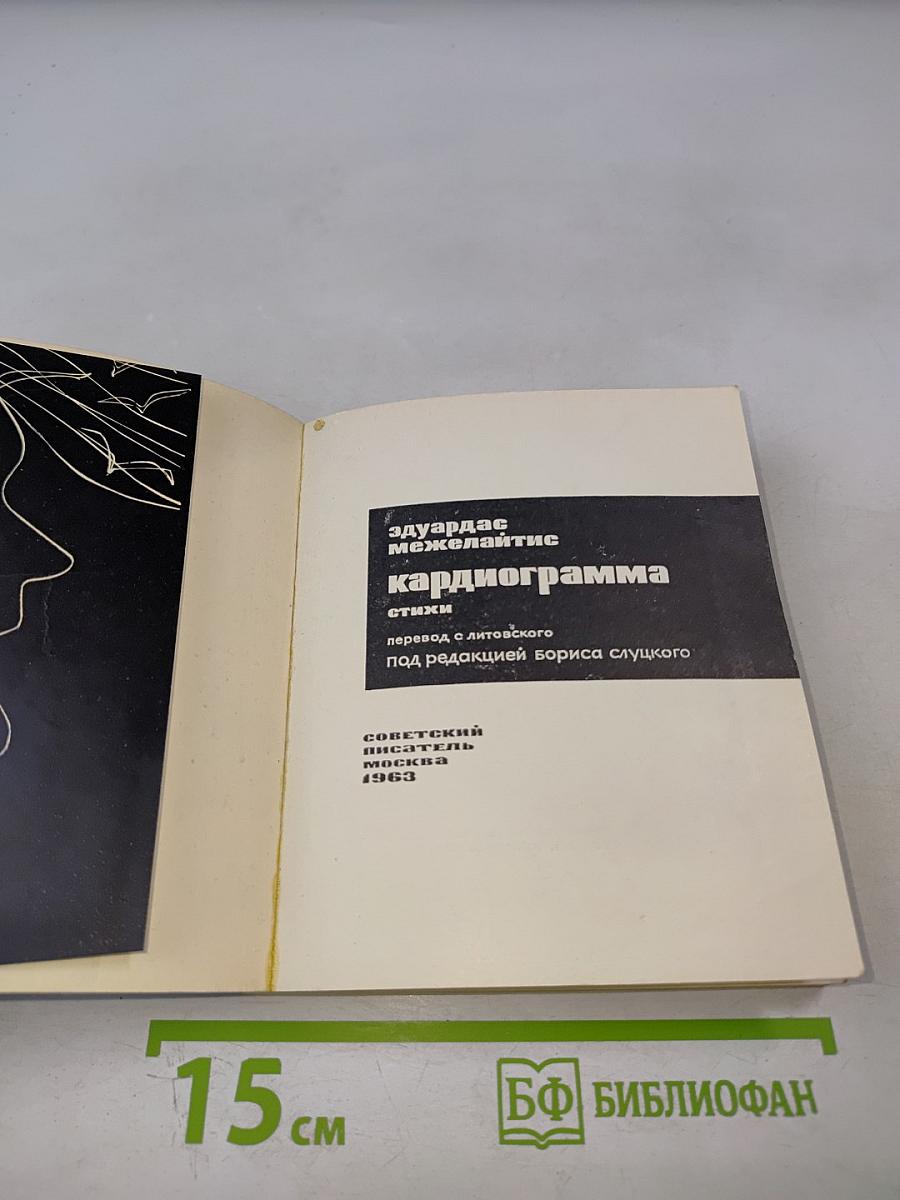 эдуардас
межелайтис
кардиограмма
стихи
перевод с литовского
под редакцией бориса слуцкого
советский
писатель
москва
1963
15 см
БФ БИБЛИОФАН